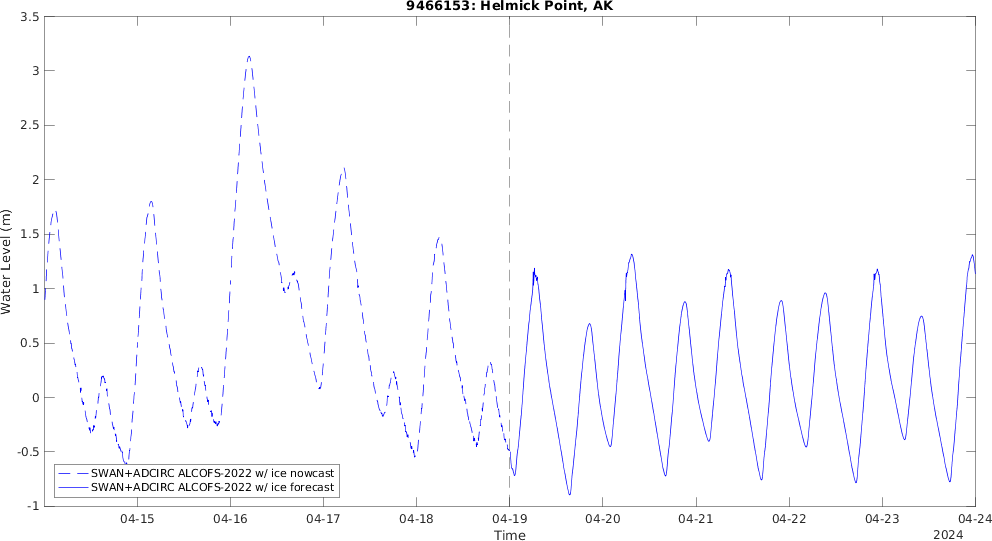 9466153: Helmick Point, AK
3.5
3
2.5
2
1.5
1
0.5
0
-0.5
-1
Water Level (m)
SWAN+ADCIRC ALCOFS-2022 w/ ice nowcast
SWAN+ADCIRC ALCOFS-2022 w/ ice forecast
04-15 04-16 04-17 04-18 04-19 04-20 04-21 04-22 04-23 04-24
Time
2024